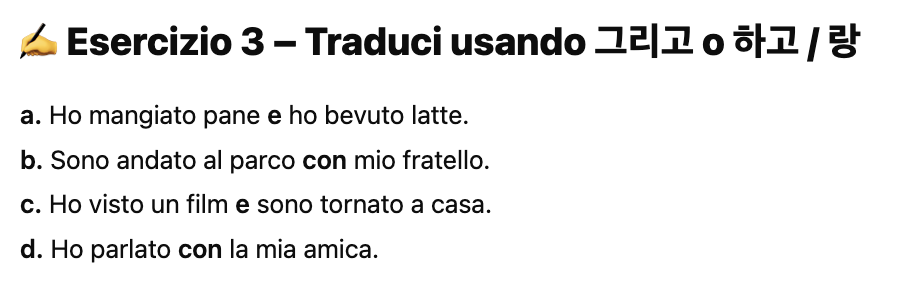 ✍️ Esercizio 3 – Traduci usando 그리고 o 하고 / 랑
a. Ho mangiato pane e ho bevuto latte.
b. Sono andato al parco con mio fratello.
c. Ho visto un film e sono tornato a casa.
d. Ho parlato con la mia amica.